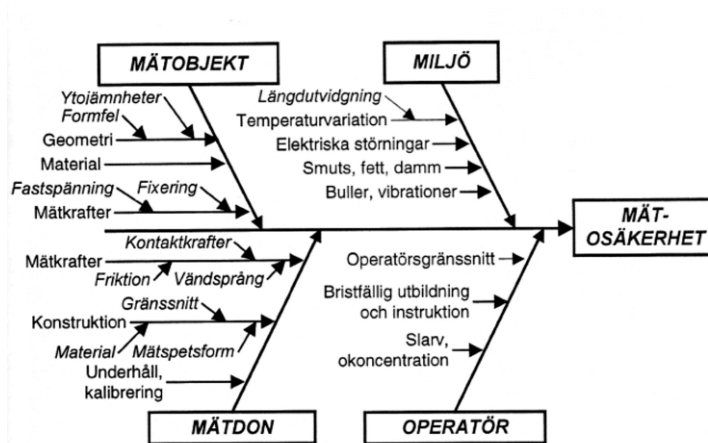 MÄTOBJEKT
MILJÖ
Ytojämnheter
Formfel
Geometri
Material
Fastspänning
Fixering
Mätkrafter
Längdutvidgning
Temperaturvariation
Elektriska störningar
Smuts, fett, damm
Buller, vibrationer
MÄT-
OSÄKERHET
Kontaktkrafter
Mätkrafter
Friktion
Vändsprång
Gränssnitt
Konstruktion
Material
Mätspetsform
Underhåll,
kalibrering
Operatörsgränssnitt
Bristfällig utbildning
och instruktion
Slarv,
okoncentration
MÄTDON
OPERATÖR